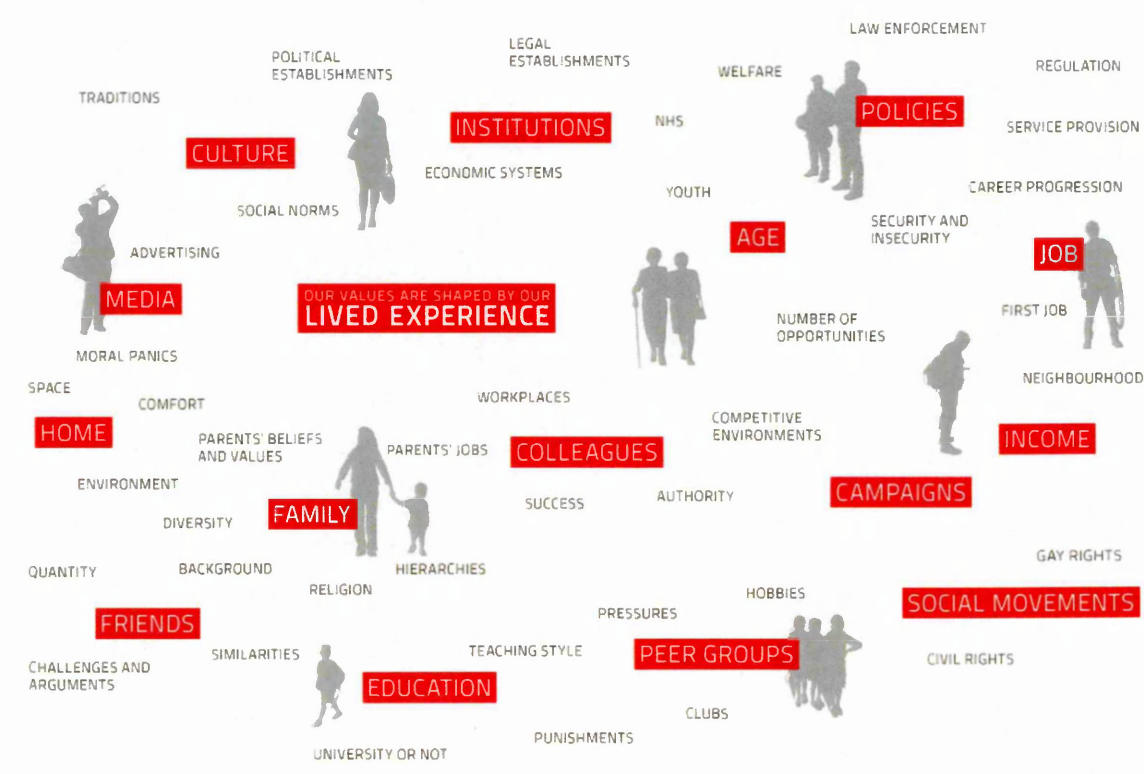 LAW ENFORCEMENT
POLITICAL
ESTABLISHMENTS
LEGAL
ESTABLISHMENTS
WELFARE
REGULATION
TRADITIONS
INSTITUTIONS
NHS
POLICIES
SERVICE PROVISION
CULTURE
ECONOMIC SYSTEMS
YOUTH
CAREER PROGRESSION
SOCIAL NORMS
AGE
SECURITY AND
INSECURITY
JOB
ADVERTISING
MEDIA
OUR VALUES ARE SHAPED BY OUR
LIVED EXPERIENCE
NUMBER OF
OPPORTUNITIES
FIRST JOB
MORAL PANICS
SPACE
COMFORT
WORKPLACES
NEIGHBOURHOOD
HOME
PARENTS' BELIEFS
AND VALUES
PARENTS' JOBS
COLLEAGUES
COMPETITIVE
ENVIRONMENTS
INCOME
ENVIRONMENT
DIVERSITY
FAMILY
SUCCESS
AUTHORITY
CAMPAIGNS
QUANTITY
BACKGROUND
RELIGION
HIERARCHIES
GAY RIGHTS
HOBBIES
SOCIAL MOVEMENTS
FRIENDS
PRESSURES
SIMILARITIES
TEACHING STYLE
PEER GROUPS
CIVIL RIGHTS
CHALLENGES AND
ARGUMENTS
EDUCATION
CLUBS
PUNISHMENTS
UNIVERSITY OR NOT